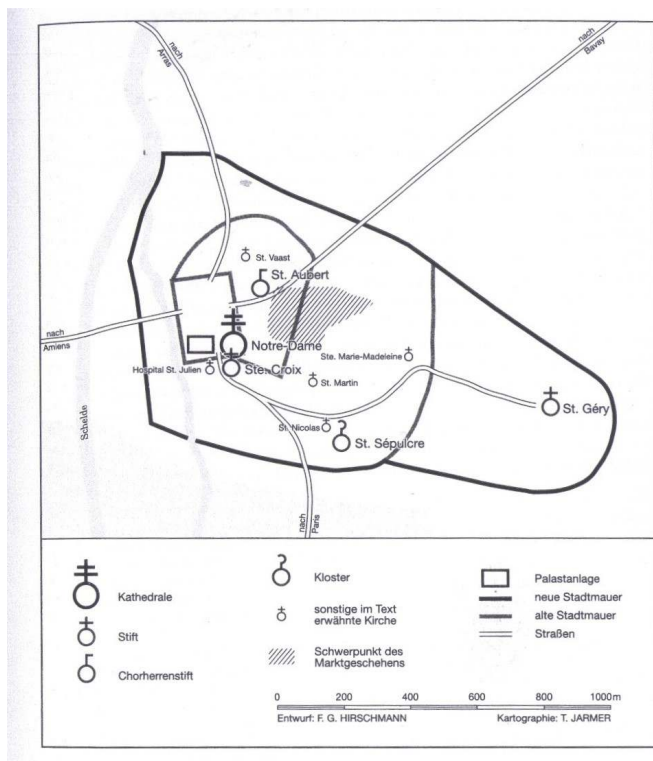 nach
Arras
nach
Bavay
St. Vaast
St. Aubert
nach
Amiens
Notre-Dame
Ste. Marie-Madeleine
Hospital St. Julien
Ste. Croix
St. Martin
St. Géry
Schelde
St. Nicolas
St. Sépulcre
nach
Paris
Kathedrale
Stift
Chorherrenstift
Kloster
sonstige im Text
erwähnte Kirche
Schwerpunkt des
Marktgeschehens
Palastanlage
neue Stadtmauer
alte Stadtmauer
Straßen
0 200 400 600 800 1000m
Entwurf: F. G. HIRSCHMANN
Kartographie: T. JARMER